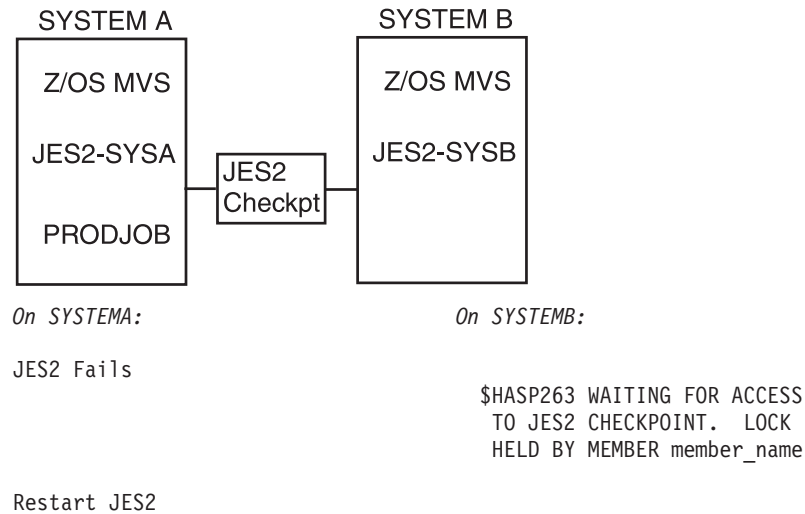 SYSTEM A
SYSTEM B
Z/OS MVS
Z/OS MVS
JES2-SYSA
JES2
Checkpt
JES2-SYSB
PRODJOB
On SYSTEMA:
On SYSTEMB:
JES2 Fails
$HASP263 WAITING FOR ACCESS
TO JES2 CHECKPOINT. LOCK
HELD BY MEMBER member_name
Restart JES2